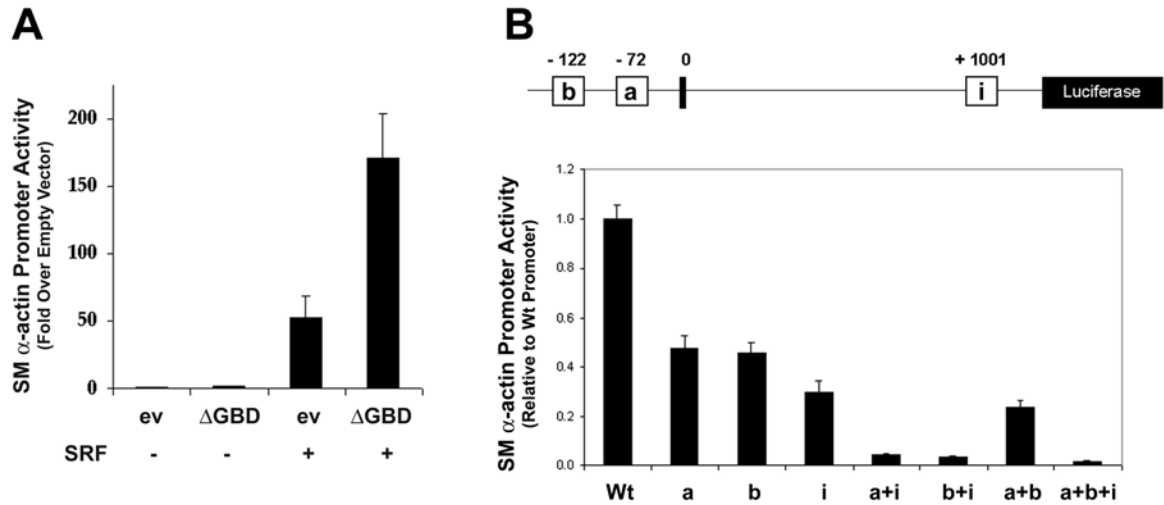 A
SM α-actin Promoter Activity
(Fold Over Empty Vector)
200
150
100
50
0
ev ΔGBD ev ΔGBD
SRF - - + +
B
- 122 - 72 0 + 1001
b a i Luciferase
SM α-actin Promoter Activity
(Relative to Wt Promoter)
1.2
1.0
0.8
0.6
0.4
0.2
0.0
Wt a b i a+i b+i a+b a+b+i